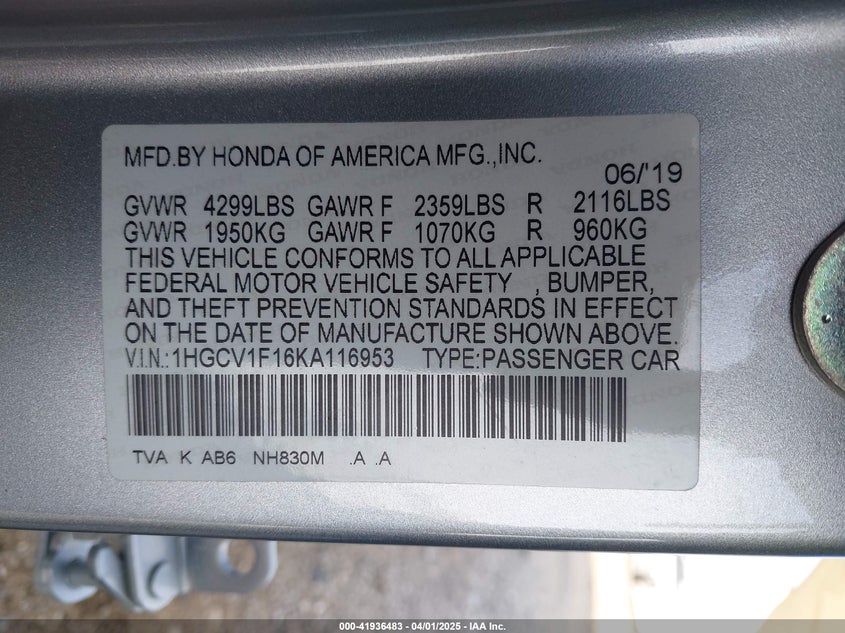 MFD.BY HONDA OF AMERICA MFG.,INC.
06/'19
GVWR 4299LBS GAWR F 2359LBS R 2116LBS
GVWR 1950KG GAWR F 1070KG R 960KG
THIS VEHICLE CONFORMS TO ALL APPLICABLE
FEDERAL MOTOR VEHICLE SAFETY , BUMPER,
AND THEFT PREVENTION STANDARDS IN EFFECT
ON THE DATE OF MANUFACTURE SHOWN ABOVE.
V.I.N.:1HGCV1F16KA116953 TYPE:PASSENGER CAR
TVA K AB6 NH830M .A .A
000-41936483 - 04/01/2025 - IAA Inc.